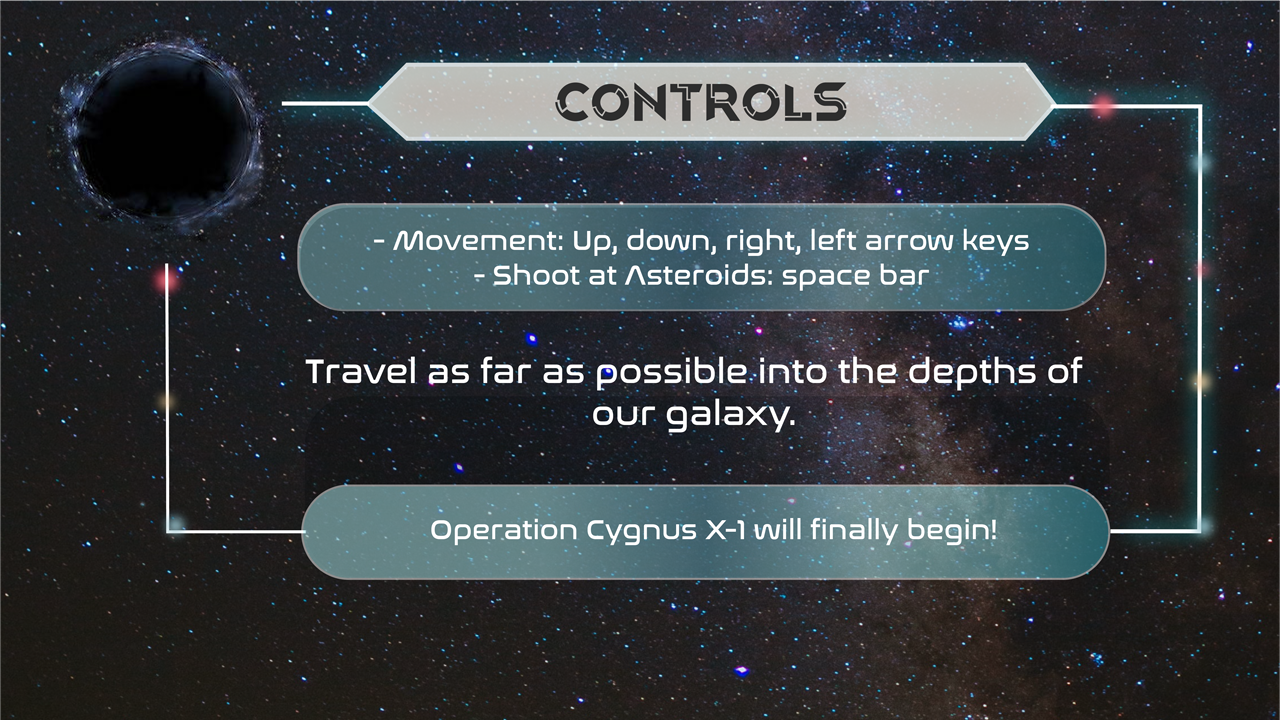 CONTROLS
- Movement: Up, down, right, left arrow keys
- Shoot at Asteroids: space bar
Travel as far as possible into the depths of
our galaxy.
Operation Cygnus X-1 will finally begin!